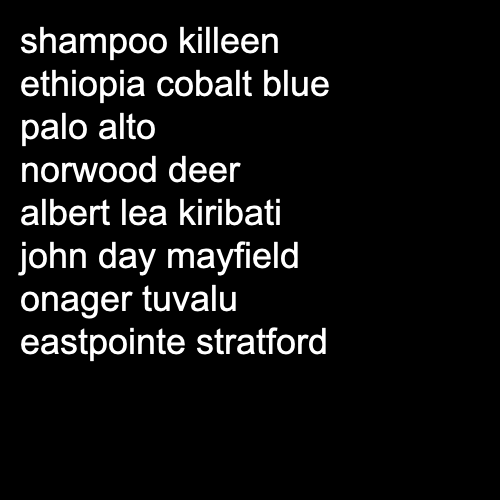 shampoo killeen
ethiopia cobalt blue
palo alto
norwood deer
albert lea kiribati
john day mayfield
onager tuvalu
eastpointe stratford